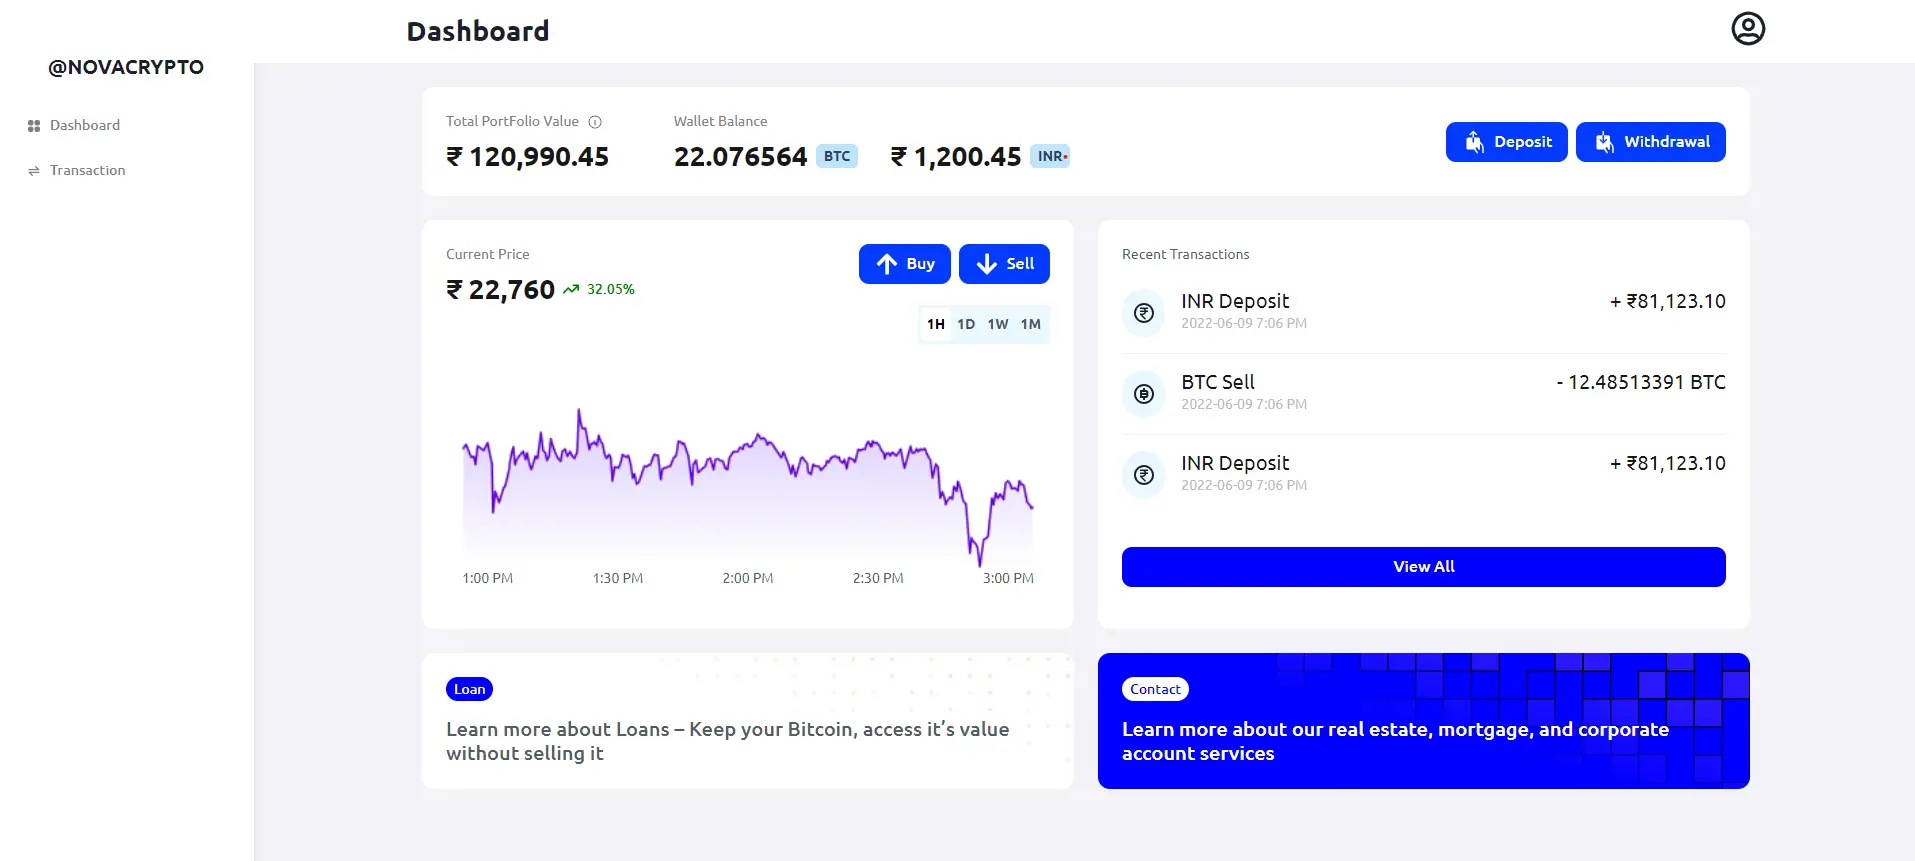 Dashboard
@NOVACRYPTO
Dashboard
Transaction
Total PortFolio Value
₹ 120,990.45
Wallet Balance
22.076564 BTC
₹ 1,200.45 INR
Deposit
Withdrawal
Current Price
₹ 22,760 32.05%
Buy
Sell
1H 1D 1W 1M
1:00 PM 1:30 PM 2:00 PM 2:30 PM 3:00 PM
Recent Transactions
INR Deposit + ₹81,123.10
2022-06-09 7:06 PM
BTC Sell - 12.48513391 BTC
2022-06-09 7:06 PM
INR Deposit + ₹81,123.10
2022-06-09 7:06 PM
View All
Loan
Learn more about Loans – Keep your Bitcoin, access it’s value
without selling it
Contact
Learn more about our real estate, mortgage, and corporate
account services